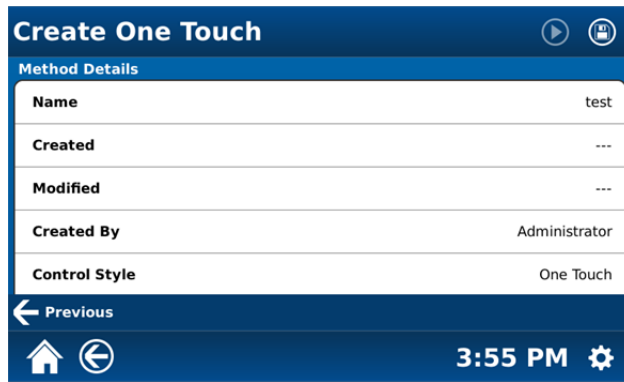 Create One Touch
Method Details
Name test
Created ---
Modified ---
Created By Administrator
Control Style One Touch
Previous
3:55 PM